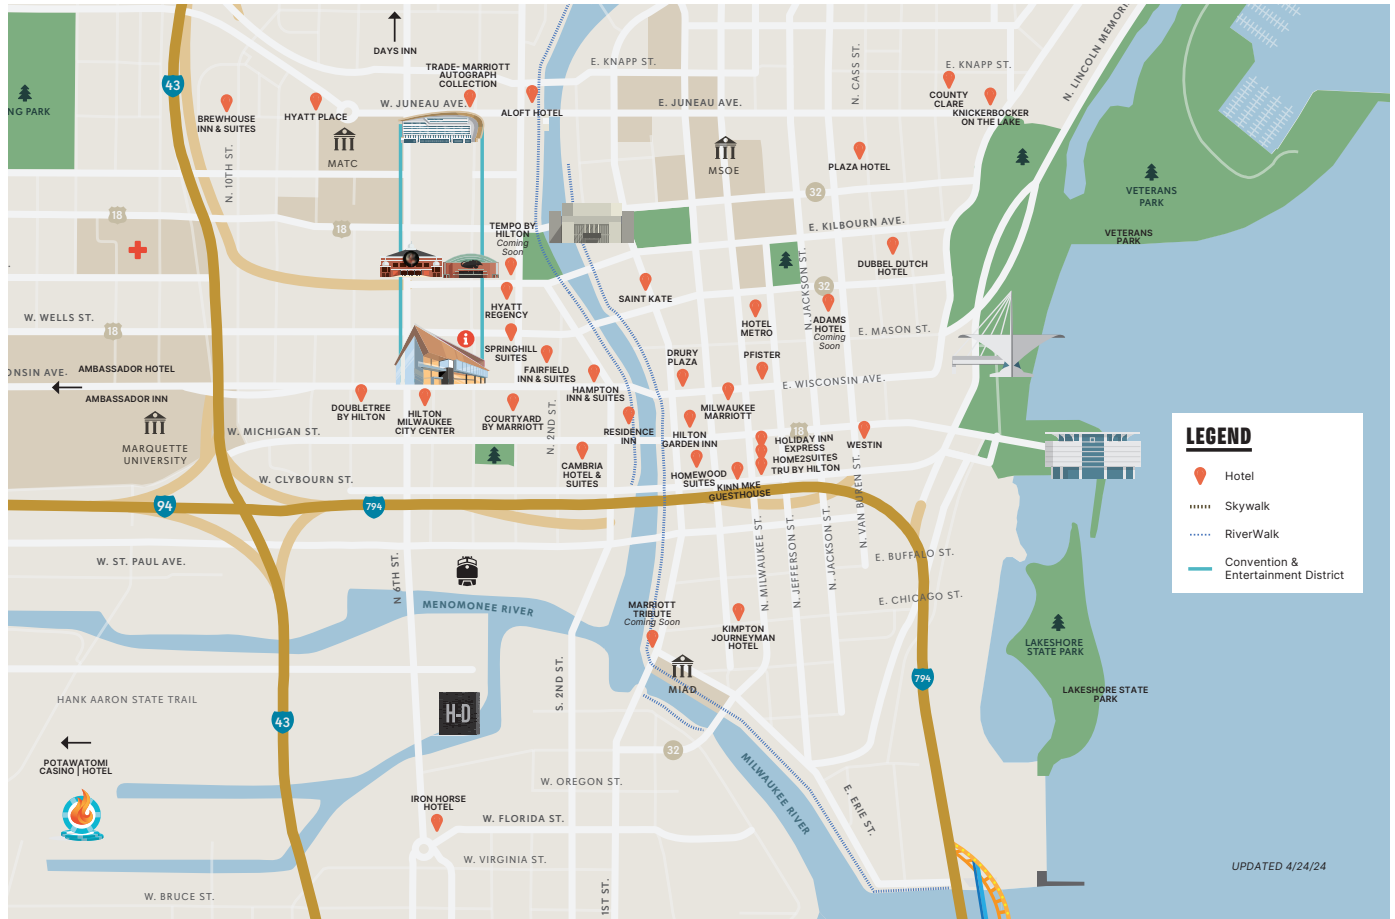 DAYS INN
E. KNAPP ST.
N. CASS ST.
E. KNAPP ST.
N. LINCOLN MEMOR
43
TRADE- MARRIOTT
AUTOGRAPH
COLLECTION
W. JUNEAU AVE.
E. JUNEAU AVE.
NG PARK
BREWHOUSE
INN & SUITES
HYATT PLACE
ALOFT HOTEL
COUNTY
CLARE
KNICKERBOCKER
ON THE LAKE
MATC
MSOE
PLAZA HOTEL
N. 10TH ST.
32
VETERANS
PARK
18
18
TEMPO BY
HILTON
Coming
Soon
E. KILBOURN AVE.
VETERANS
PARK
DUBBEL DUTCH
HOTEL
N. JACKSON ST.
32
SAINT KATE
HYATT
REGENCY
HOTEL
METRO
ADAMS
HOTEL
Coming
Soon
W. WELLS ST.
18
E. MASON ST.
i
SPRINGHILL
SUITES
FAIRFIELD
INN & SUITES
DRURY
PLAZA
PFISTER
ONSIN AVE.
AMBASSADOR HOTEL
AMBASSADOR INN
HAMPTON
INN & SUITES
E. WISCONSIN AVE.
DOUBLETREE
BY HILTON
HILTON
MILWAUKEE
CITY CENTER
COURTYARD
BY MARRIOTT
N. 2ND ST.
RESIDENCE
INN
MILWAUKEE
MARRIOTT
HILTON
GARDEN INN
18
HOLIDAY INN
EXPRESS
HOME2SUITES
TRU BY HILTON
WESTIN
MARQUETTE
UNIVERSITY
W. MICHIGAN ST.
CAMBRIA
HOTEL &
SUITES
HOMEWOOD
SUITES
KINN MKE
GUESTHOUSE
W. CLYBOURN ST.
N. VAN BUREN ST.
94
794
LEGEND
Hotel
Skywalk
RiverWalk
Convention &
Entertainment District
W. ST. PAUL AVE.
N 6TH ST.
N. MILWAUKEE ST.
N. JEFFERSON ST.
N. JACKSON ST.
E. BUFFALO ST.
E. CHICAGO ST.
MENOMONEE RIVER
MARRIOTT
TRIBUTE
Coming Soon
KIMPTON
JOURNEYMAN
HOTEL
LAKESHORE
STATE PARK
MIAD
794
LAKESHORE STATE
PARK
S. 2ND ST.
HANK AARON STATE TRAIL
H-D
43
32
POTAWATOMI
CASINO | HOTEL
MILWAUKEE RIVER
W. OREGON ST.
E. ERIE ST.
IRON HORSE
HOTEL
W. FLORIDA ST.
W. VIRGINIA ST.
W. BRUCE ST.
1ST ST.
UPDATED 4/24/24